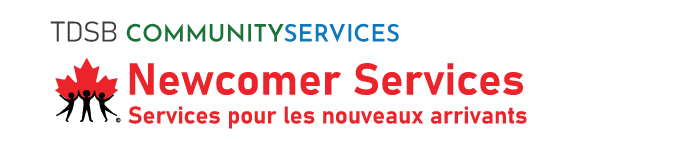 TDSB COMMUNITYSERVICES
Newcomer Services
Services pour les nouveaux arrivants
©